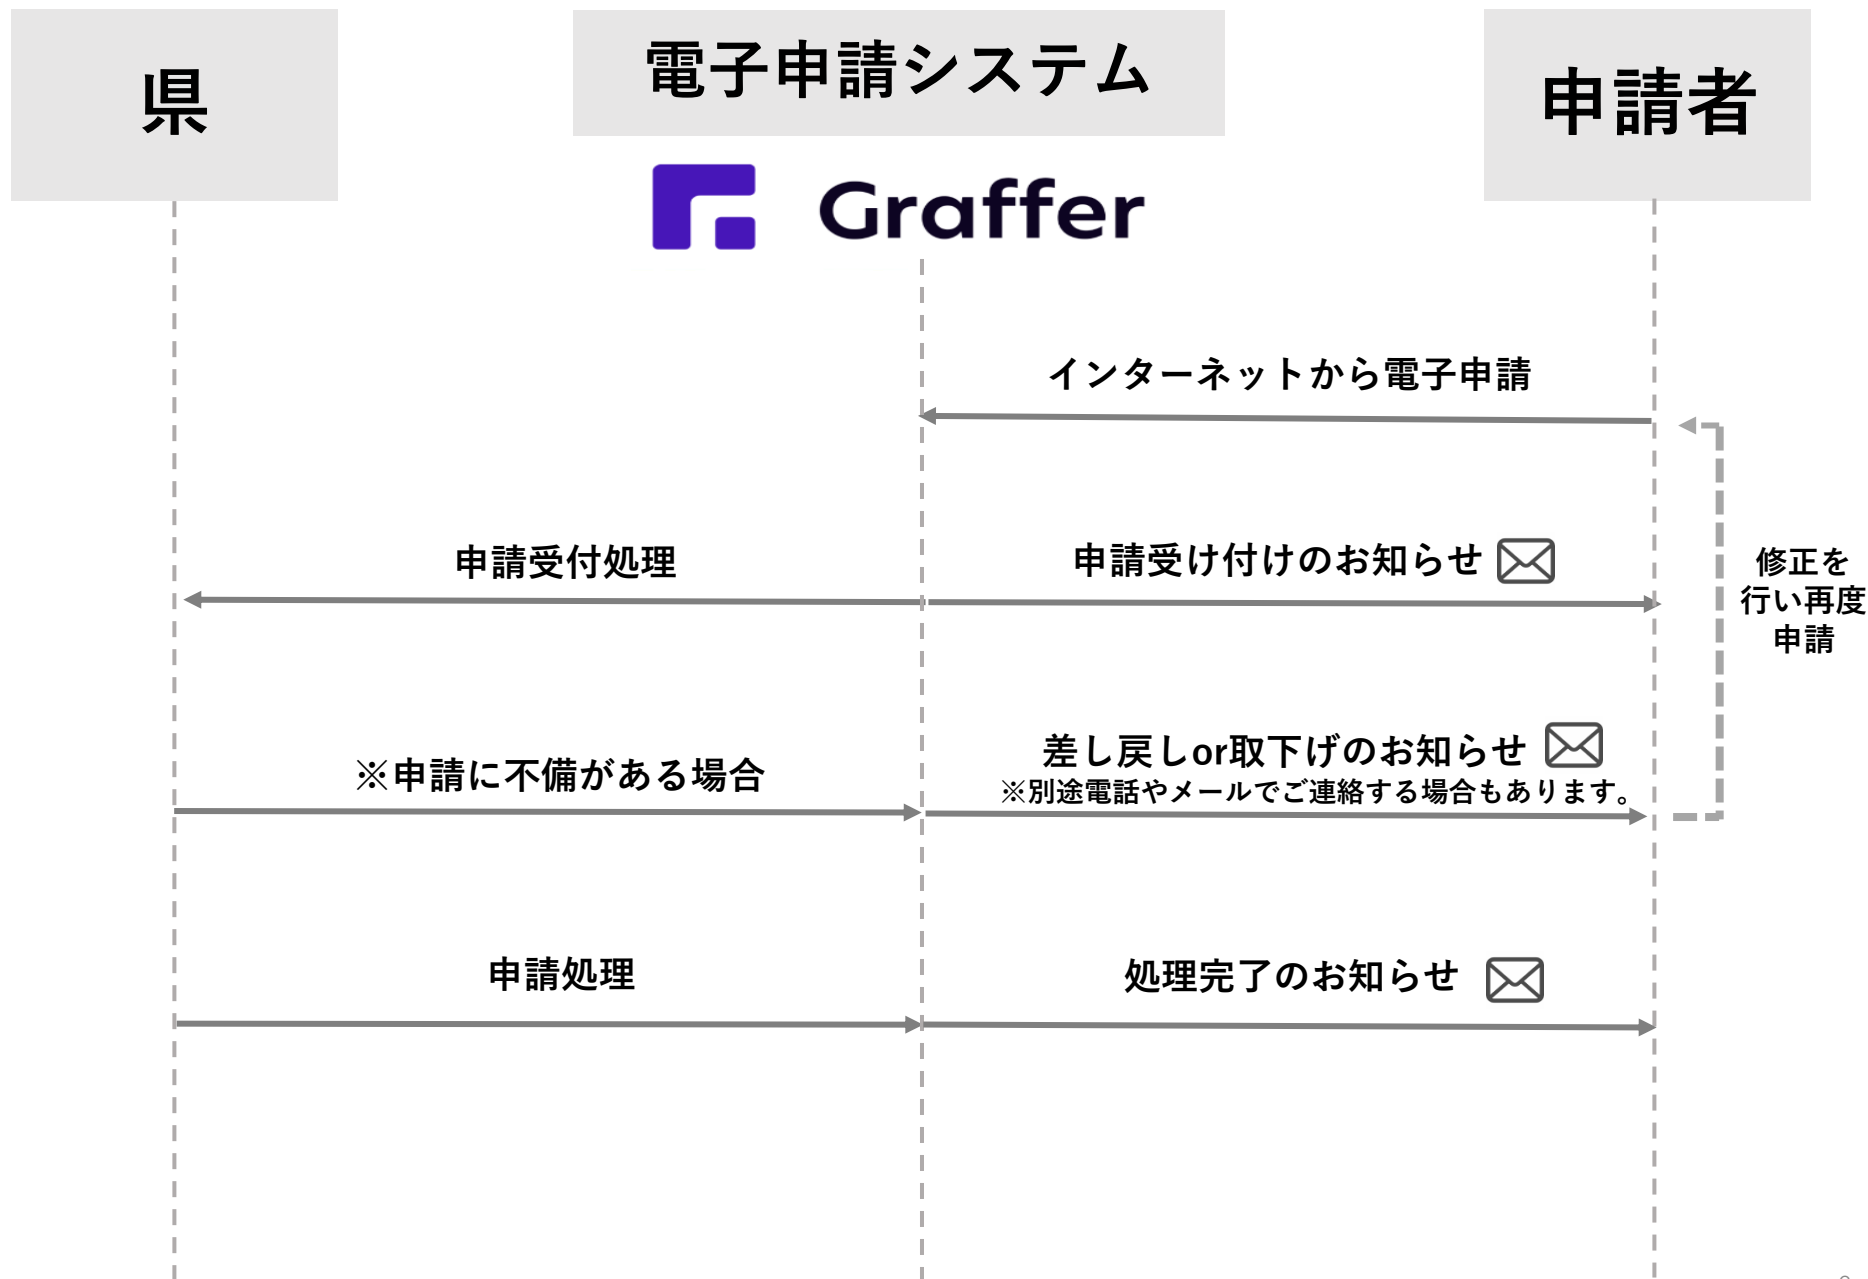 県
電子申請システム
申請者
Graffer
インターネットから電子申請
申請受付処理
申請受け付けのお知らせ
修正を
行い再度
申請
※申請に不備がある場合
差し戻しor取下げのお知らせ
※別途電話やメールでご連絡する場合もあります。
申請処理
処理完了のお知らせ